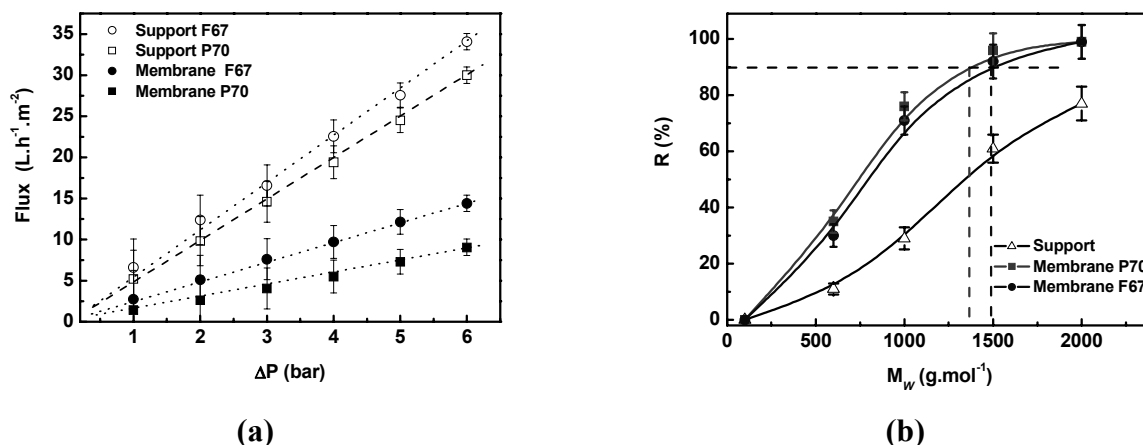 Flux (L.h⁻¹.m⁻²)
35
30
25
20
15
10
5
0
Support F67
Support P70
Membrane F67
Membrane P70
1 2 3 4 5 6
ΔP (bar)
(a)
R (%)
100
80
60
40
20
0
Support
Membrane P70
Membrane F67
0 500 1000 1500 2000
M_W (g.mol⁻¹)
(b)